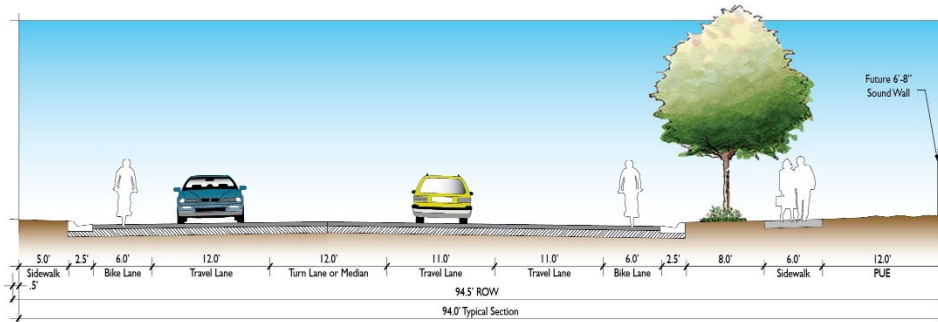 Future 6'-8"
Sound Wall
5.0' 2.5' 6.0' 12.0' 12.0' 11.0' 11.0' 6.0' 2.5' 8.0' 6.0' 12.0'
Sidewalk Bike Lane Travel Lane Turn Lane or Median Travel Lane Travel Lane Bike Lane Sidewalk PUE
.5'
94.5' ROW
94.0' Typical Section